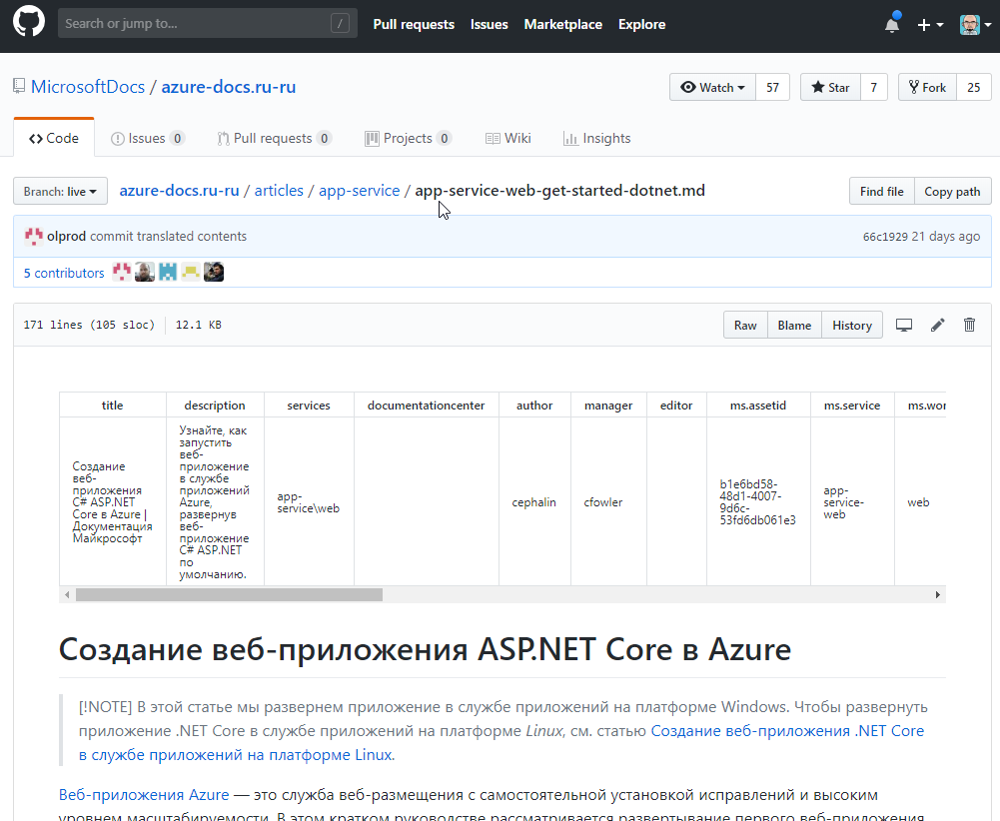 Search or jump to... / Pull requests Issues Marketplace Explore
MicrosoftDocs / azure-docs.ru-ru Watch 57 Star 7 Fork 25
Code Issues 0 Pull requests 0 Projects 0 Wiki Insights
Branch: live azure-docs.ru-ru / articles / app-service / app-service-web-get-started-dotnet.md Find file Copy path
olprod commit translated contents 66c1929 21 days ago
5 contributors
171 lines (105 sloc) 12.1 KB Raw Blame History
title description services documentationcenter author manager editor ms.assetid ms.service ms.wor
Создание
веб-
приложения
C# ASP.NET
Core в Azure |
Документация
Майкрософт
Узнайте, как
запустить
веб-
приложение
в службе
приложений
Azure,
развернув
веб-
приложение
C# ASP.NET
по
умолчанию.
app-
service\web
cephalin
cfowler
b1e6bd58-
48d1-4007-
9d6c-
53fd6db061e3
app-
service-
web
web
Создание веб-приложения ASP.NET Core в Azure
[!NOTE] В этой статье мы развернем приложение в службе приложений на платформе Windows. Чтобы развернуть
приложение .NET Core в службе приложений на платформе Linux, см. статью Создание веб-приложения .NET Core
в службе приложений на платформе Linux.
Веб-приложения Azure — это служба веб-размещения с самостоятельной установкой исправлений и высоким
уровнем масштабируемости. В этом кратком руководстве рассматривается развертывание первого веб-приложения